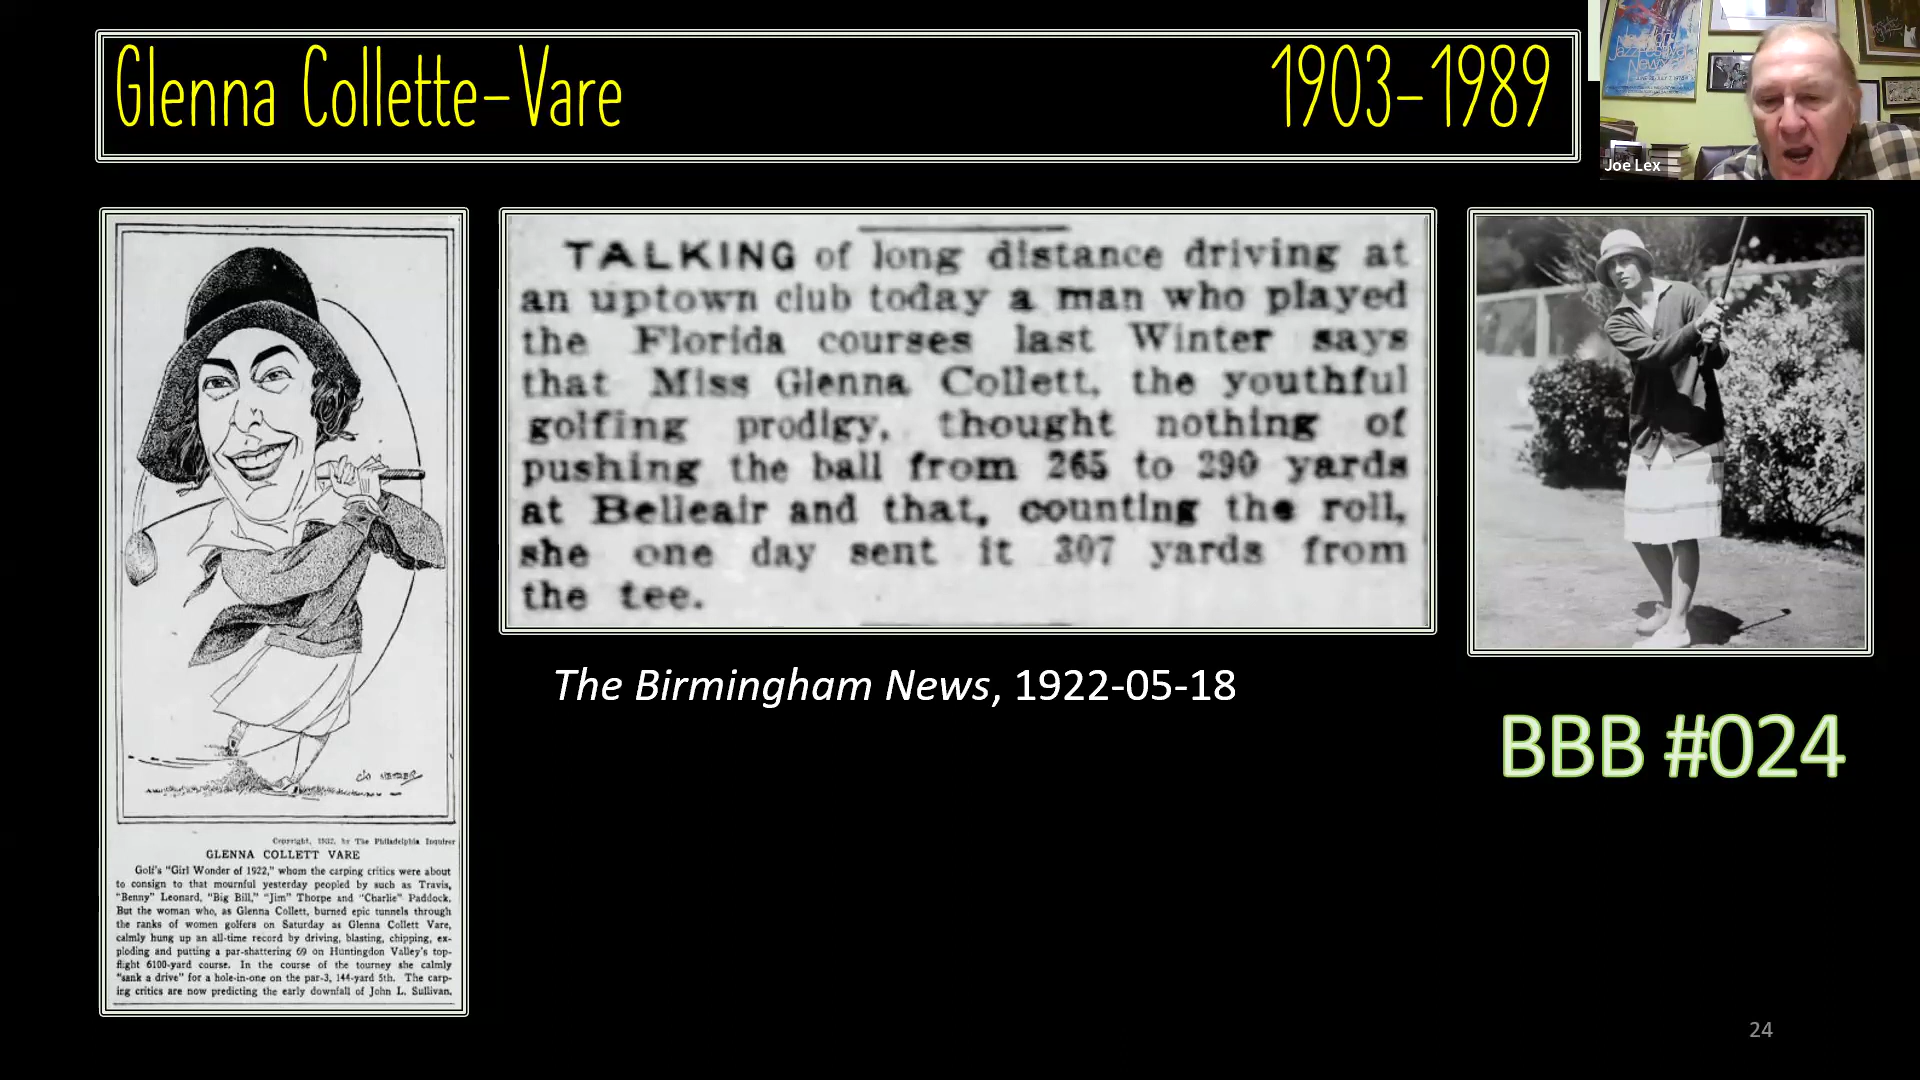 Glenna Collette-Vare 1903-1989
Joe Lex
TALKING of long distance driving at
an uptown club today a man who played
the Florida courses last Winter says
that Miss Glenna Collett, the youthful
golfing prodigy, thought nothing of
pushing the ball from 265 to 290 yards
at Belleair and that, counting the roll,
she one day sent it 307 yards from
the tee.
The Birmingham News, 1922-05-18
BBB #024
Copyright, 1932, by The Philadelphia Inquirer
GLENNA COLLETT VARE
Golf's "Girl Wonder of 1922," whom the carping critics were about
to consign to that mournful yesterday peopled by such as Travis,
"Benny" Leonard, "Big Bill," "Jim" Thorpe and "Charlie" Paddock.
But the woman who, as Glenna Collett, burned epic tunnels through
the ranks of women golfers on Saturday as Glenna Collett Vare,
calmly hung up an all-time record by driving, blasting, chipping, ex-
ploding and putting a par-shattering 69 on Huntingdon Valley's top-
flight 6100-yard course. In the course of the tourney she calmly
"sank a drive" for a hole-in-one on the par-3, 144-yard 5th. The carp-
ing critics are now predicting the early downfall of John L. Sullivan.
24